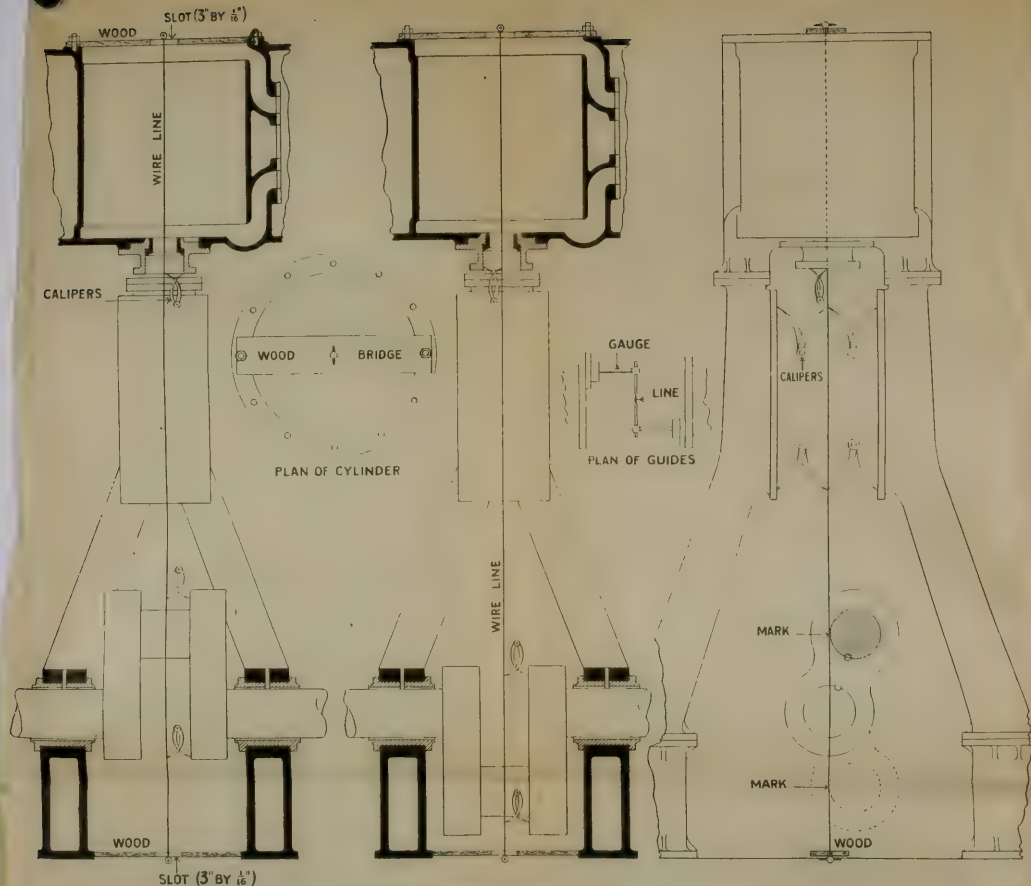 SLOT (3" BY 1/16")
WOOD
WIRE LINE
CALIPERS
WOOD BRIDGE
PLAN OF CYLINDER
WIRE LINE
GAUGE
LINE
PLAN OF GUIDES
CALIPERS
MARK
MARK
WOOD
WOOD
SLOT (3" BY 1/16")